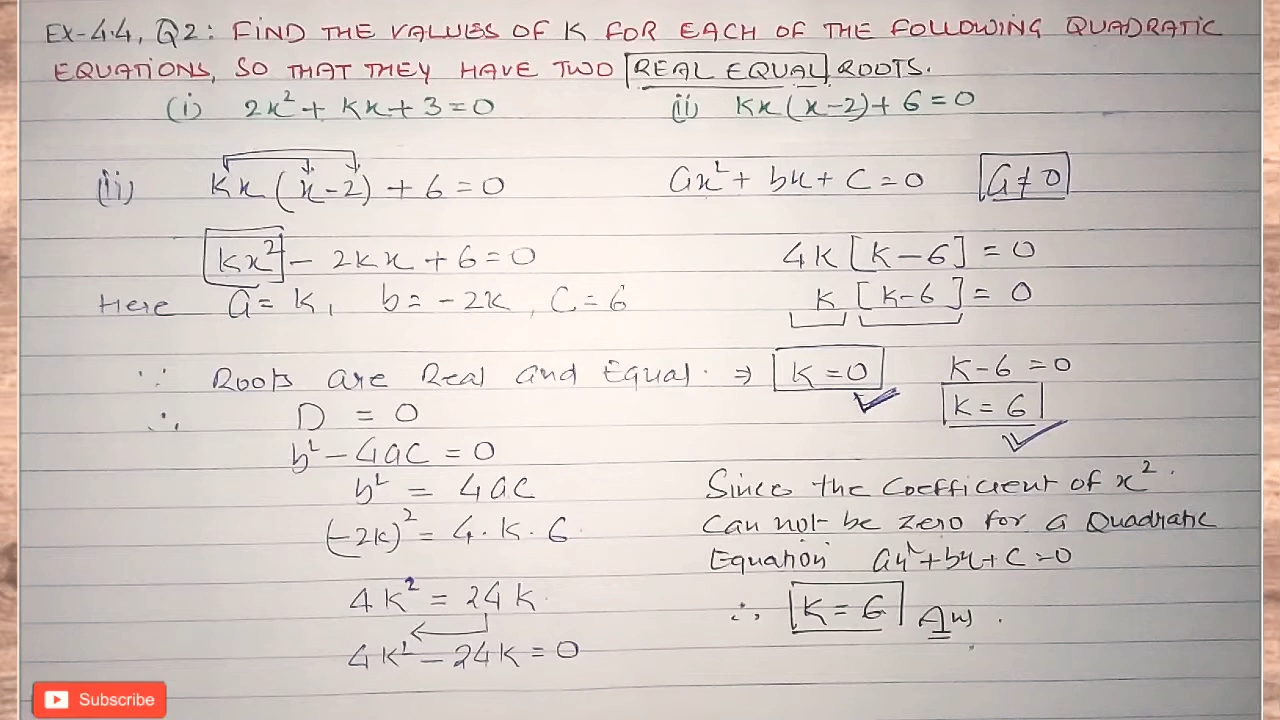 EX-4.4, Q2: FIND THE VALUES OF K FOR EACH OF THE FOLLOWING QUADRATIC
EQUATIONS, SO THAT THEY HAVE TWO REAL EQUAL ROOTS.
(i) 2x² + kx + 3 = 0 (ii) kx(x-2) + 6 = 0
(ii) kx(x-2) + 6 = 0
kx² - 2kx + 6 = 0
Here a = k, b = -2k, C = 6
∵ Roots are Real and Equal.
∴ D = 0
b² - 4ac = 0
b² = 4ac
(-2k)² = 4.k.6
4k² = 24k
4k² - 24k = 0
ax² + bx + c = 0 a ≠ 0
4k[k-6] = 0
k[k-6] = 0
⇒ k = 0 k-6 = 0
k = 6
Since the coefficient of x²
can not be zero for a Quadratic
Equation ax² + bx + c = 0
∴ k = 6 Ans.
Subscribe